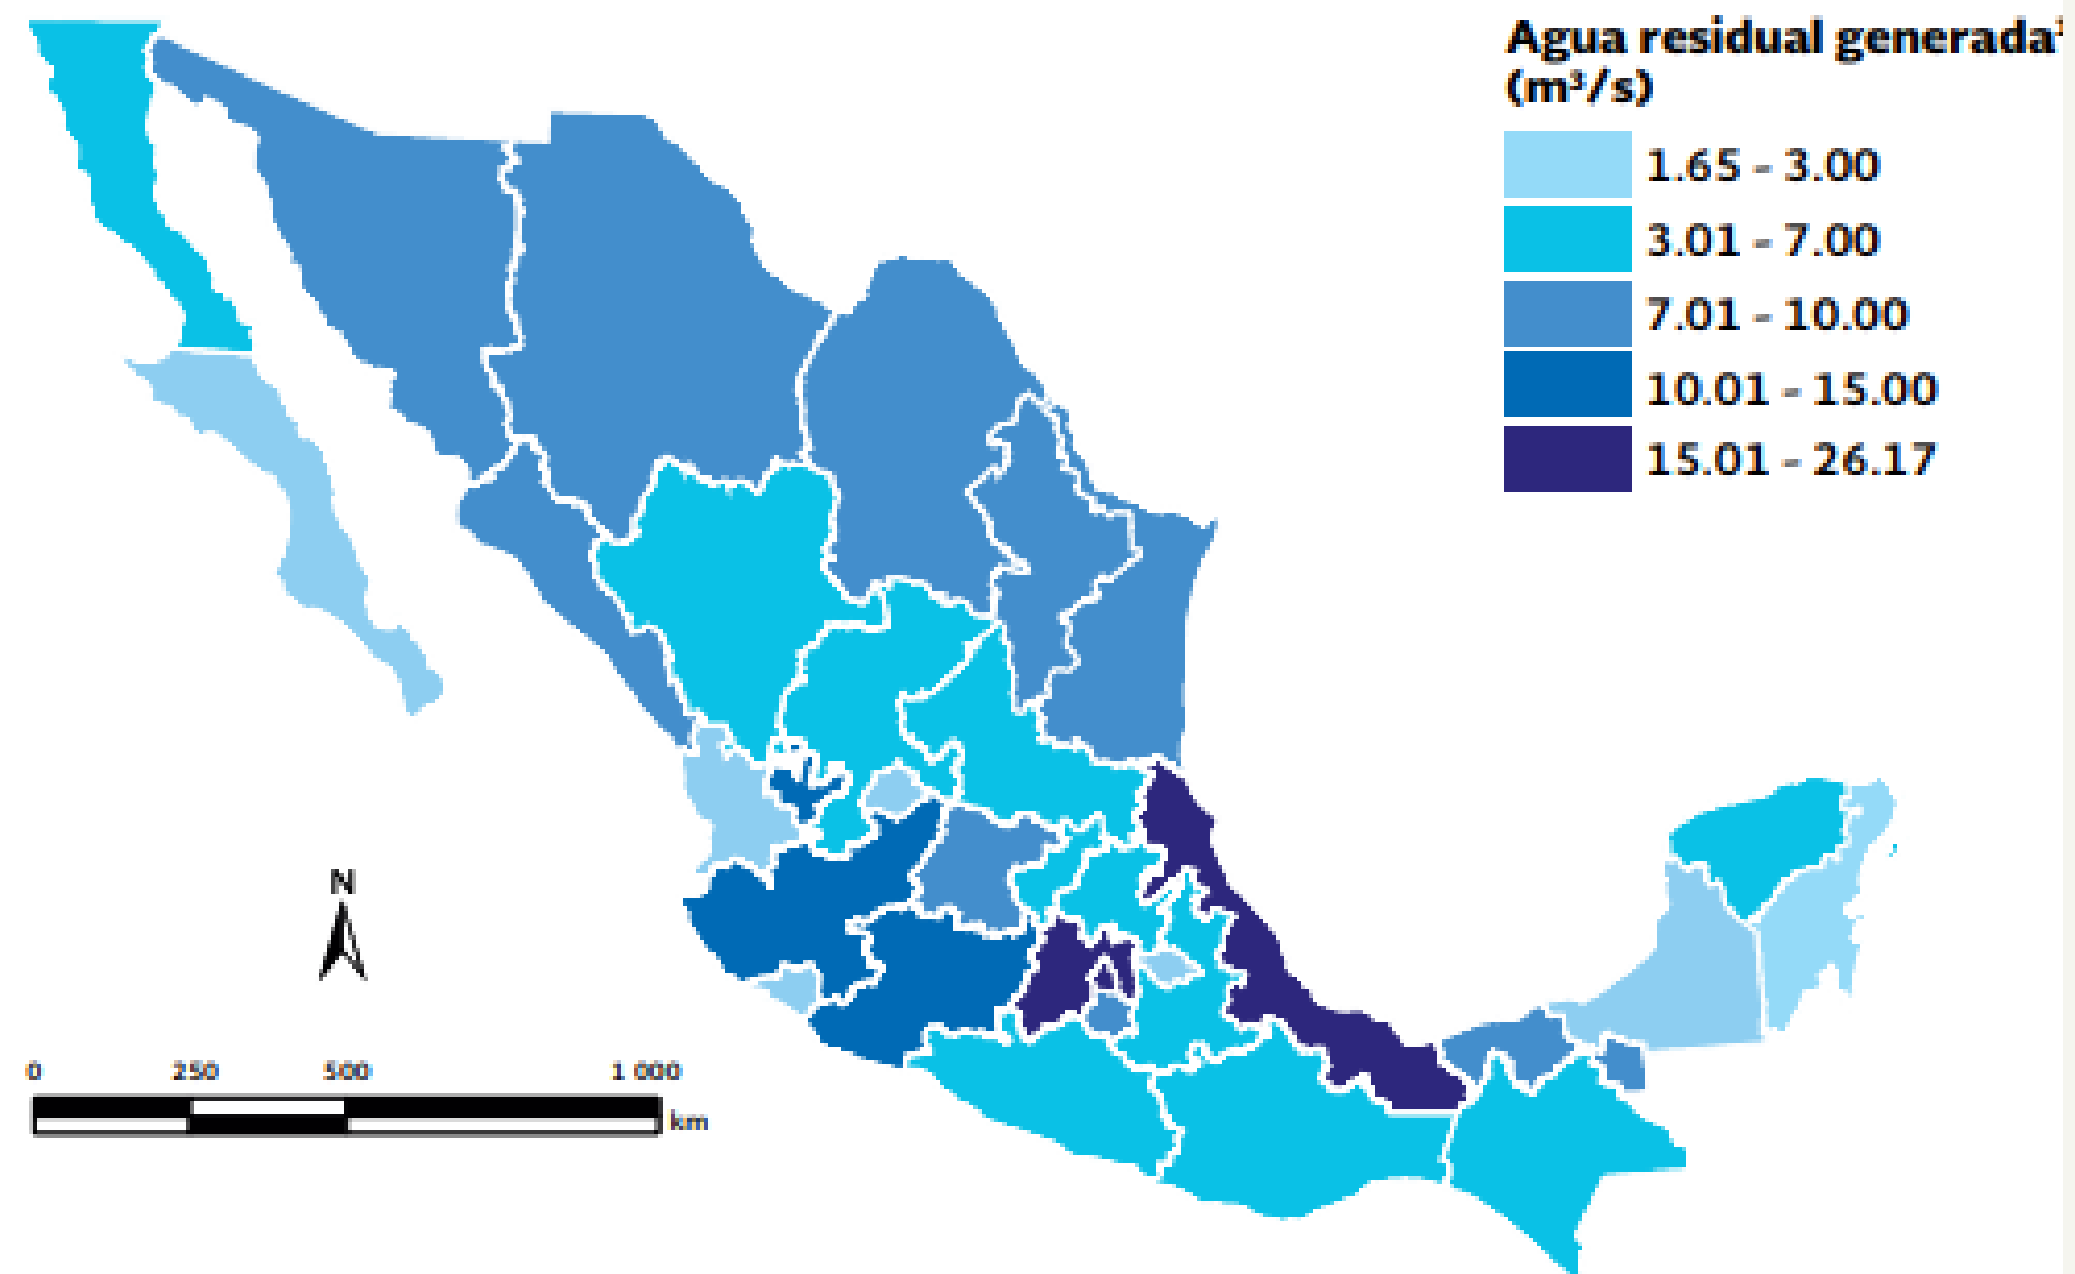 Agua residual generada²
(m³/s)
1.65 - 3.00
3.01 - 7.00
7.01 - 10.00
10.01 - 15.00
15.01 - 26.17
N
0 250 500 1 000
km